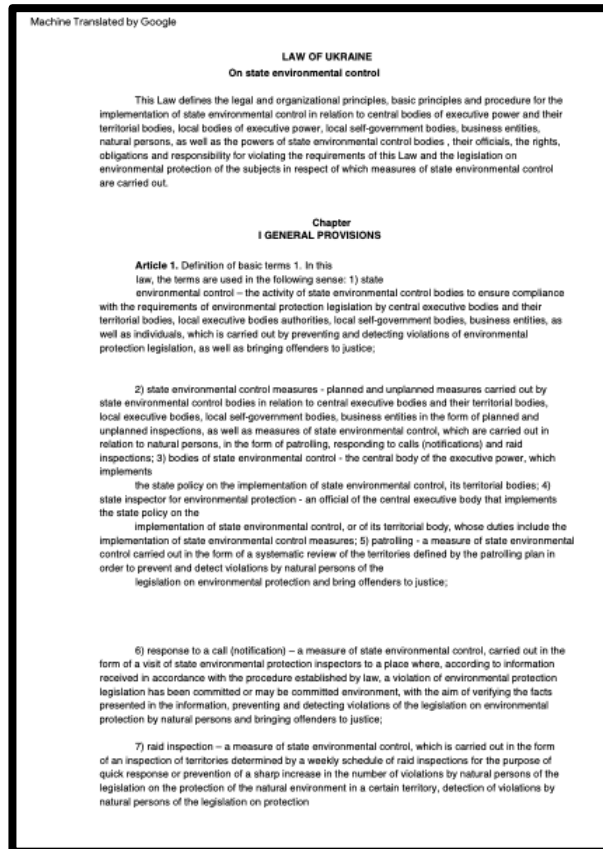 Machine Translated by Google
LAW OF UKRAINE
On state environmental control
This Law defines the legal and organizational principles, basic principles and procedure for the
implementation of state environmental control in relation to central bodies of executive power and their
territorial bodies, local bodies of executive power, local self-government bodies, business entities,
natural persons, as well as the powers of state environmental control bodies , their officials, the rights,
obligations and responsibility for violating the requirements of this Law and the legislation on
environmental protection of the subjects in respect of which measures of state environmental control
are carried out.
Chapter
I GENERAL PROVISIONS
Article 1. Definition of basic terms 1. In this
law, the terms are used in the following sense: 1) state
environmental control – the activity of state environmental control bodies to ensure compliance
with the requirements of environmental protection legislation by central executive bodies and their
territorial bodies, local executive bodies authorities, local self-government bodies, business entities, as
well as individuals, which is carried out by preventing and detecting violations of environmental
protection legislation, as well as bringing offenders to justice;
2) state environmental control measures - planned and unplanned measures carried out by
state environmental control bodies in relation to central executive bodies and their territorial bodies,
local executive bodies, local self-government bodies, business entities in the form of planned and
unplanned inspections, as well as measures of state environmental control, which are carried out in
relation to natural persons, in the form of patrolling, responding to calls (notifications) and raid
inspections; 3) bodies of state environmental control - the central body of the executive power, which
implements
the state policy on the implementation of state environmental control, its territorial bodies; 4)
state inspector for environmental protection - an official of the central executive body that implements
the state policy on the
implementation of state environmental control, or of its territorial body, whose duties include the
implementation of state environmental control measures; 5) patrolling - a measure of state environmental
control carried out in the form of a systematic review of the territories defined by the patrolling plan in
order to prevent and detect violations by natural persons of the
legislation on environmental protection and bring offenders to justice;
6) response to a call (notification) – a measure of state environmental control, carried out in the
form of a visit of state environmental protection inspectors to a place where, according to information
received in accordance with the procedure established by law, a violation of environmental protection
legislation has been committed or may be committed environment, with the aim of verifying the facts
presented in the information, preventing and detecting violations of the legislation on environmental
protection by natural persons and bringing offenders to justice;
7) raid inspection – a measure of state environmental control, which is carried out in the form
of an inspection of territories determined by a weekly schedule of raid inspections for the purpose of
quick response or prevention of a sharp increase in the number of violations by natural persons of the
legislation on the protection of the natural environment in a certain territory, detection of violations by
natural persons of the legislation on protection